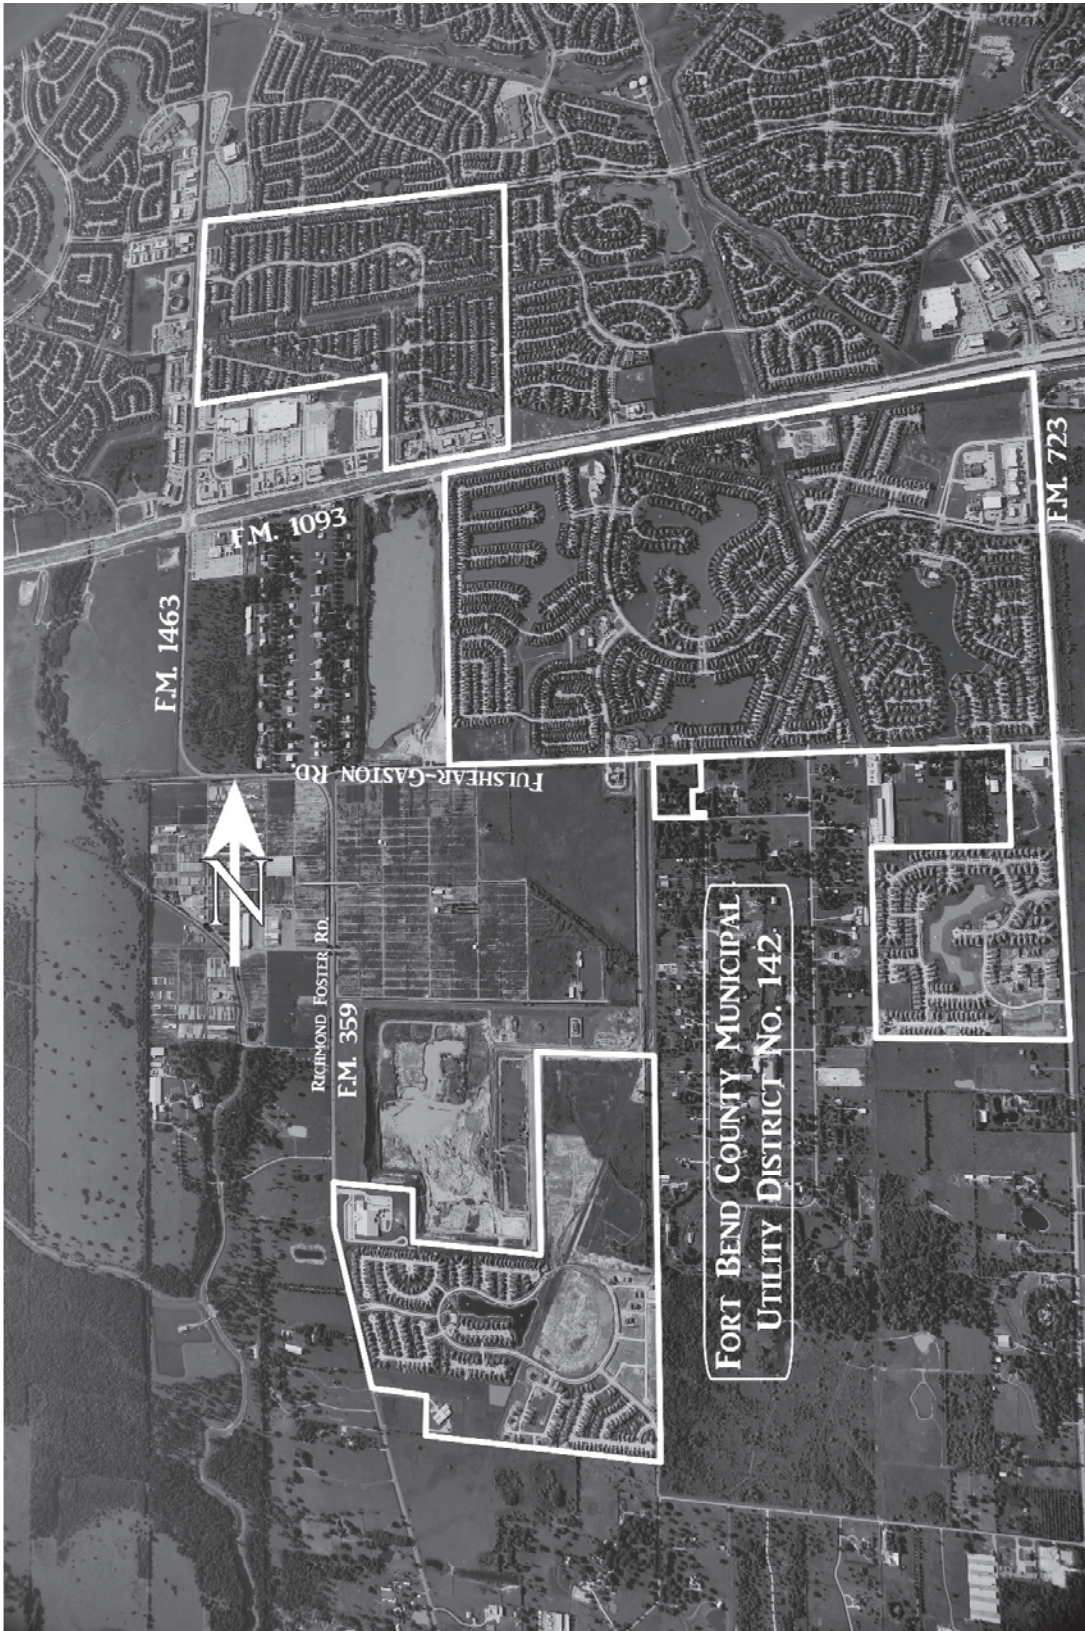 F.M. 723
F.M. 1093
F.M. 1463
FULSHEAR-GASTON RD.
N
RICHMOND FOSTER RD.
F.M. 359
FORT BEND COUNTY MUNICIPAL
UTILITY DISTRICT NO. 142